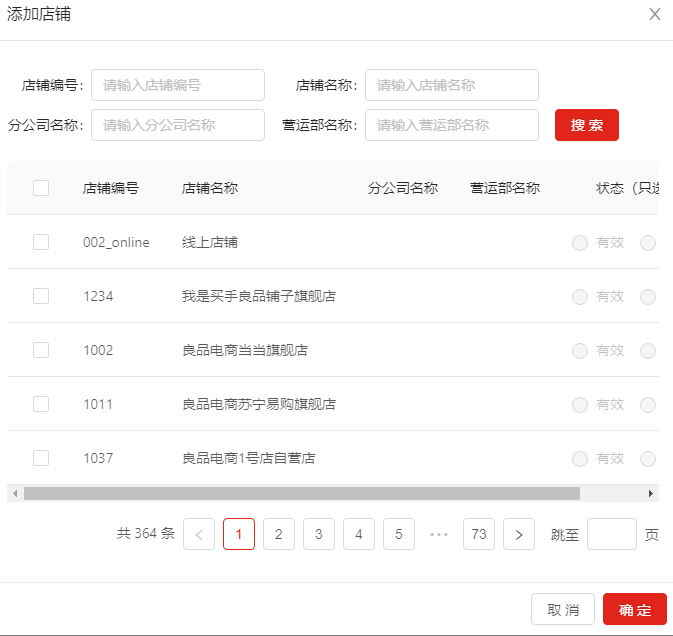 添加店铺
店铺编号: 请输入店铺编号 店铺名称: 请输入店铺名称
分公司名称: 请输入分公司名称 营运部名称: 请输入营运部名称 搜 索
店铺编号 店铺名称 分公司名称 营运部名称 状态（只选
002_online 线上店铺 有效
1234 我是买手良品铺子旗舰店 有效
1002 良品电商当当旗舰店 有效
1011 良品电商苏宁易购旗舰店 有效
1037 良品电商1号店自营店 有效
共 364 条 < 1 2 3 4 5 ••• 73 > 跳至 页
取 消 确 定